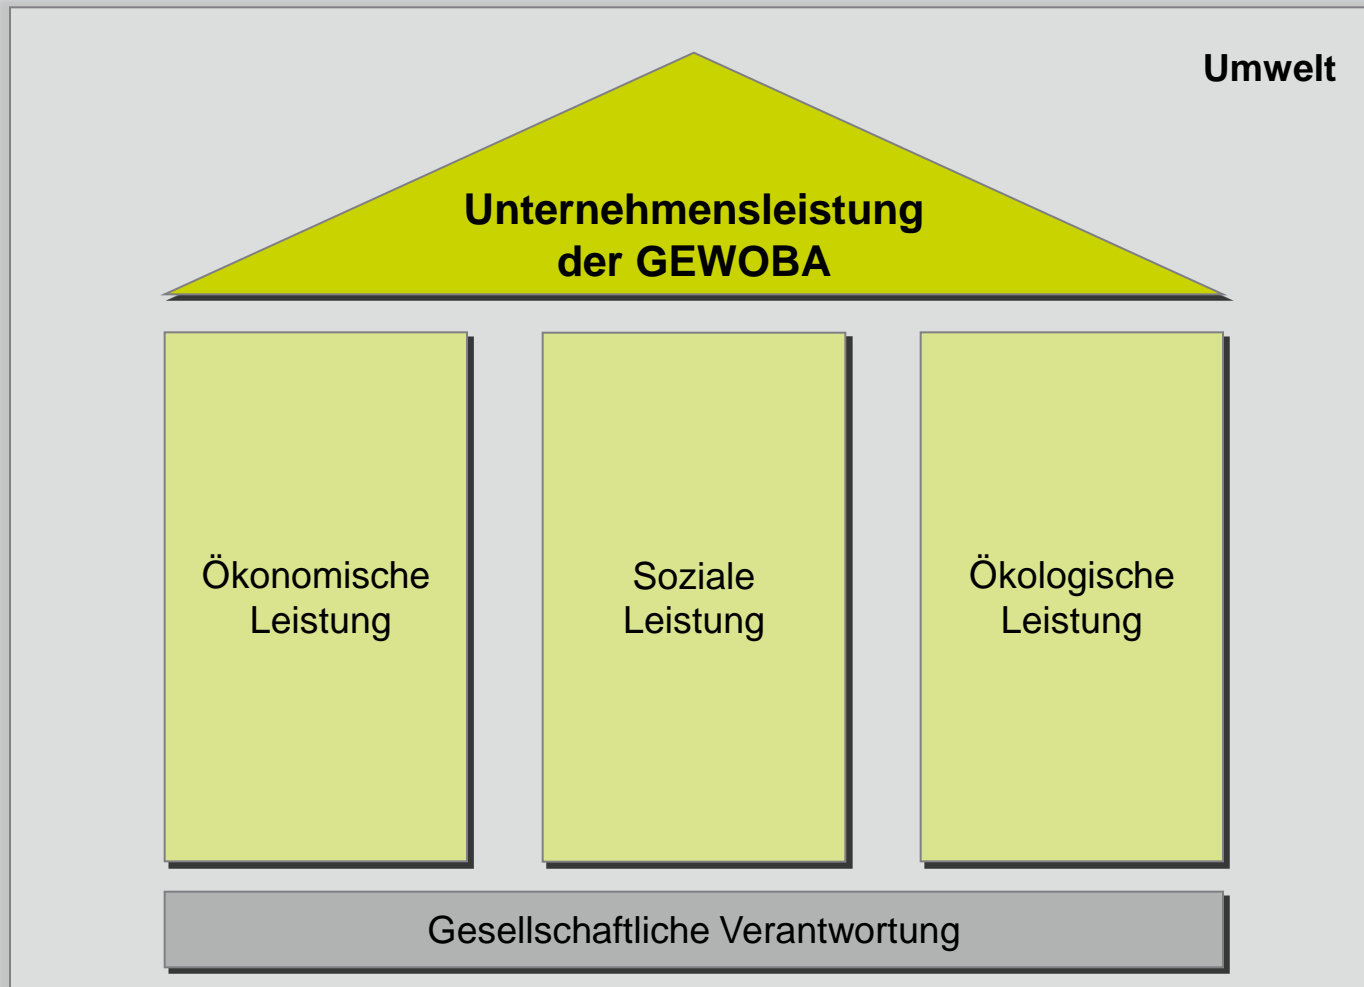 Umwelt
Unternehmensleistung
der GEWOBA
Ökonomische
Leistung
Soziale
Leistung
Ökologische
Leistung
Gesellschaftliche Verantwortung